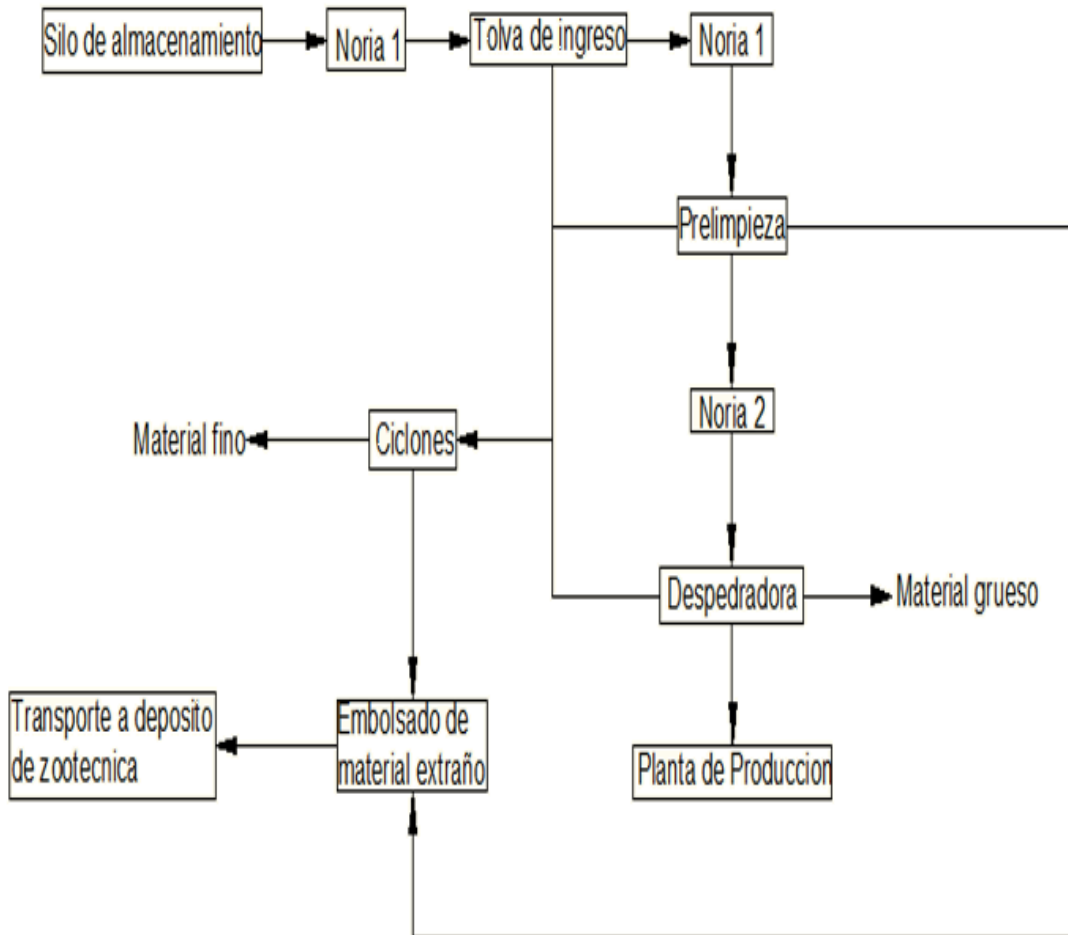 Silo de almacenamiento
Noria 1
Tolva de ingreso
Noria 1
Prelimpieza
Noria 2
Material fino
Ciclones
Despedradora
Material grueso
Transporte a deposito
de zootecnica
Embolsado de
material extraño
Planta de Produccion